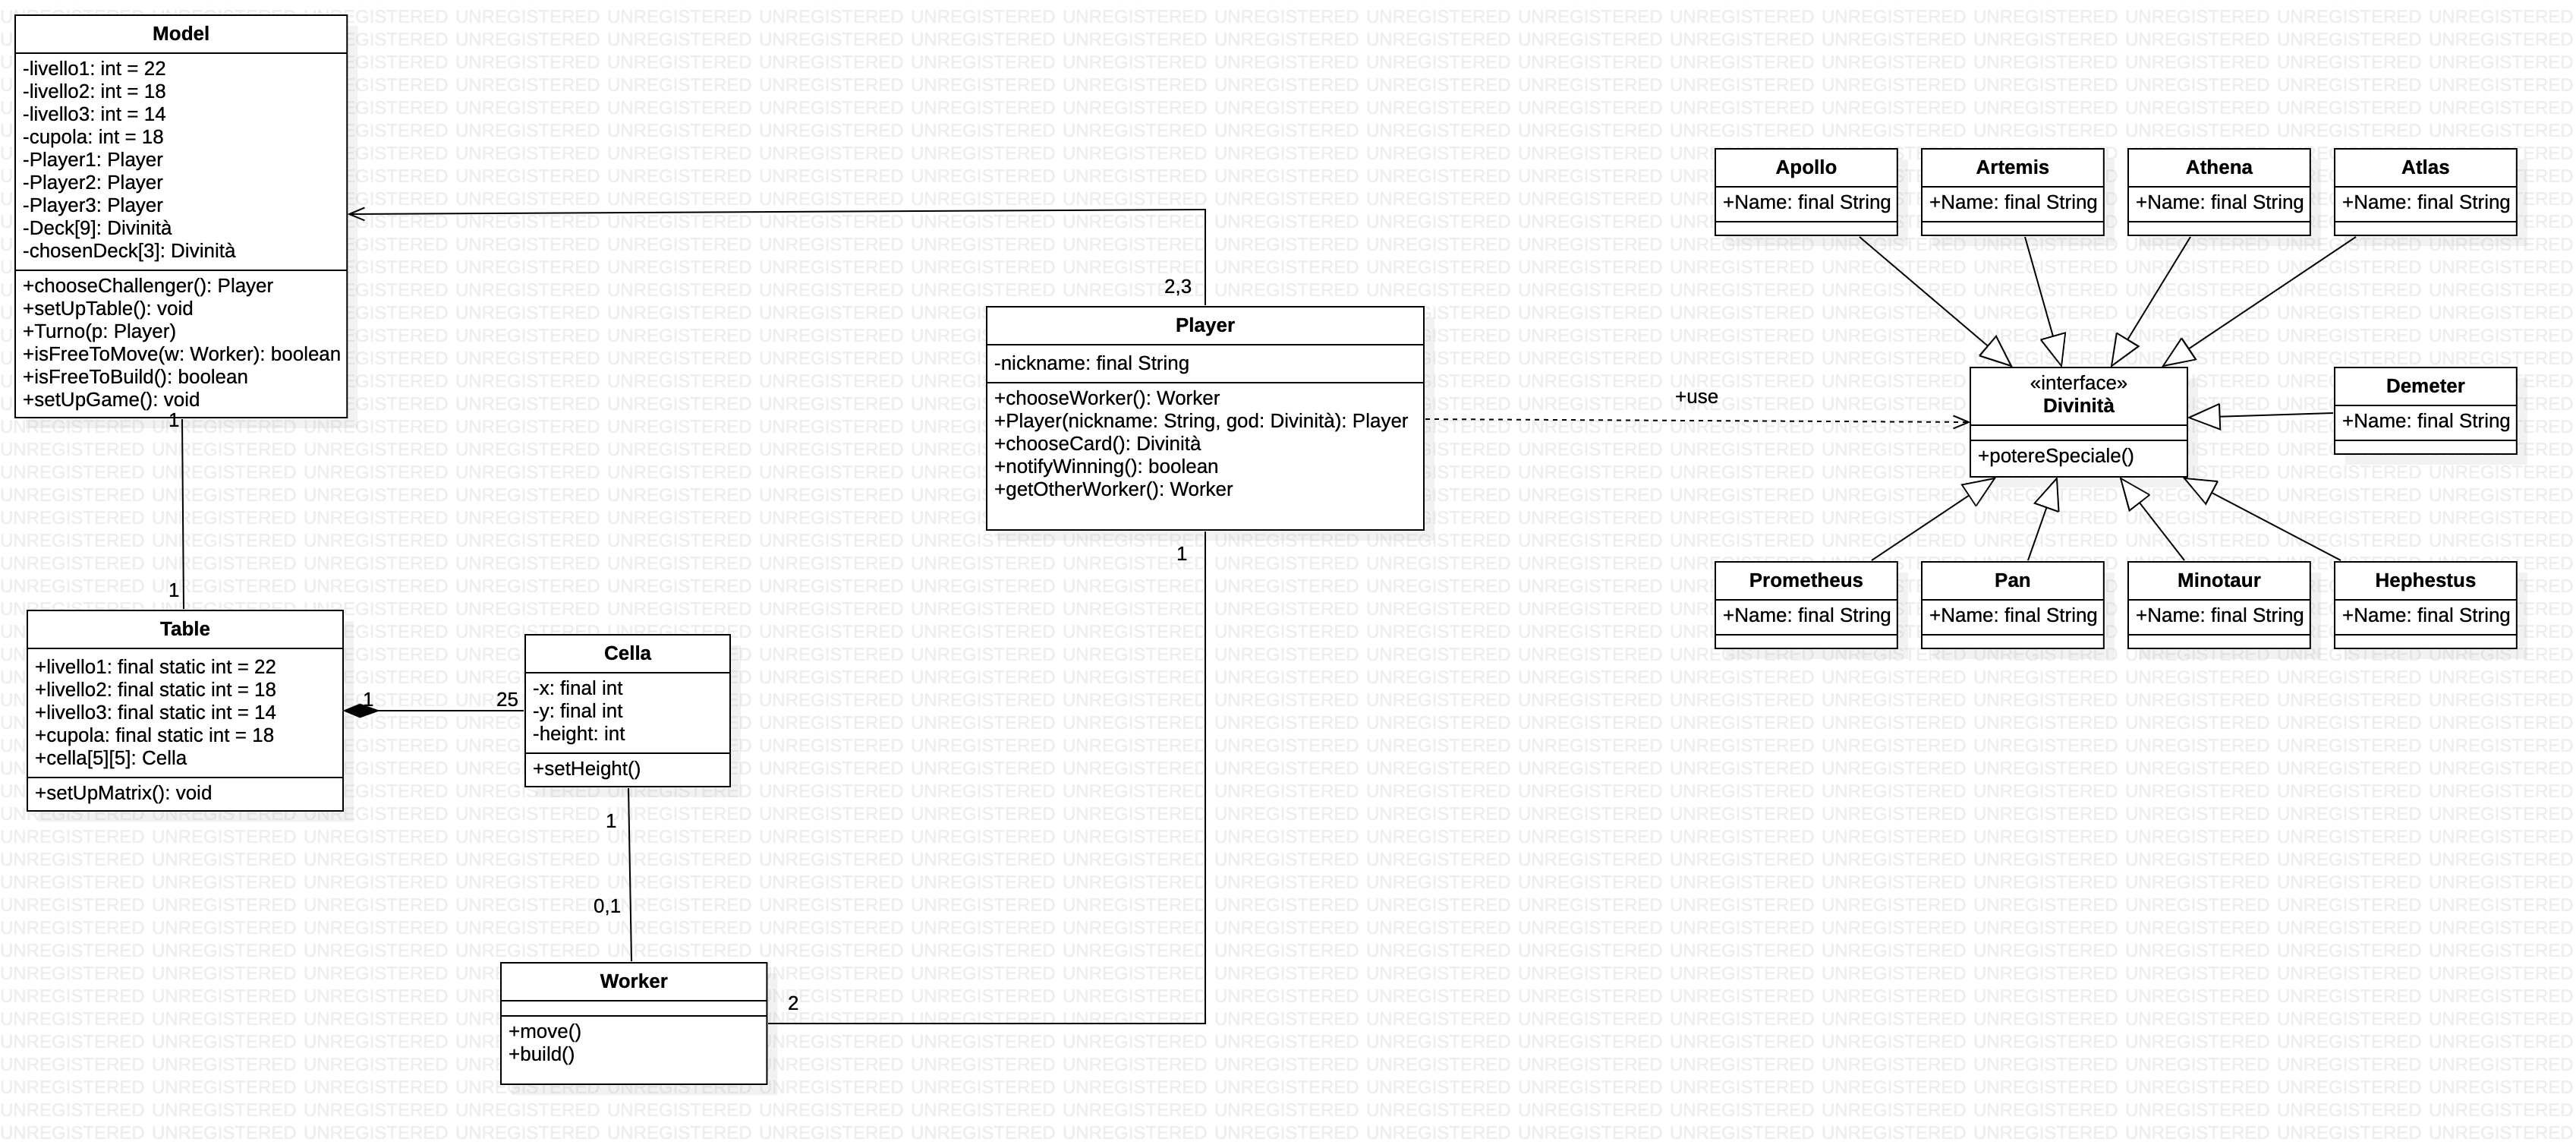 Model
-livello1: int = 22
-livello2: int = 18
-livello3: int = 14
-cupola: int = 18
-Player1: Player
-Player2: Player
-Player3: Player
-Deck[9]: Divinità
-chosenDeck[3]: Divinità
+chooseChallenger(): Player
+setUpTable(): void
+Turno(p: Player)
+isFreeToMove(w: Worker): boolean
+isFreeToBuild(): boolean
+setUpGame(): void
1
1
Table
+livello1: final static int = 22
+livello2: final static int = 18
+livello3: final static int = 14
+cupola: final static int = 18
+cella[5][5]: Cella
+setUpMatrix(): void
1
25
Cella
-x: final int
-y: final int
-height: int
+setHeight()
1
0,1
Worker
+move()
+build()
2
1
2,3
Player
-nickname: final String
+chooseWorker(): Worker
+Player(nickname: String, god: Divinità): Player
+chooseCard(): Divinità
+notifyWinning(): boolean
+getOtherWorker(): Worker
+use
Apollo
+Name: final String
Artemis
+Name: final String
Athena
+Name: final String
Atlas
+Name: final String
«interface»
Divinità
+potereSpeciale()
Demeter
+Name: final String
Prometheus
+Name: final String
Pan
+Name: final String
Minotaur
+Name: final String
Hephestus
+Name: final String
UNREGISTERED